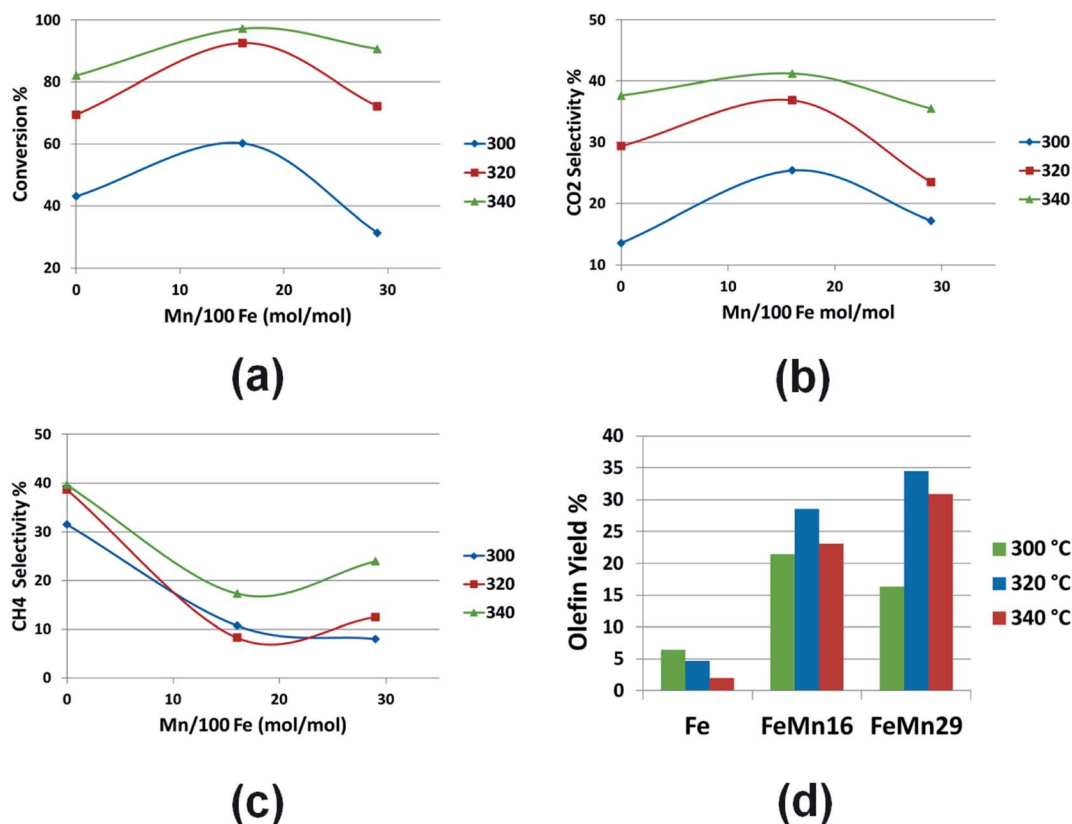 100
80
60
40
20
Conversion %
0
10
20
30
Mn/100 Fe (mol/mol)
300
320
340
(a)
50
40
30
20
10
CO2 Selectivity %
0
10
20
30
Mn/100 Fe mol/mol
300
320
340
(b)
50
40
30
20
10
0
CH4 Selectivity %
0
10
20
30
Mn/100 Fe (mol/mol)
300
320
340
(c)
40
35
30
25
20
15
10
5
0
Olefin Yield %
Fe
FeMn16
FeMn29
300 °C
320 °C
340 °C
(d)